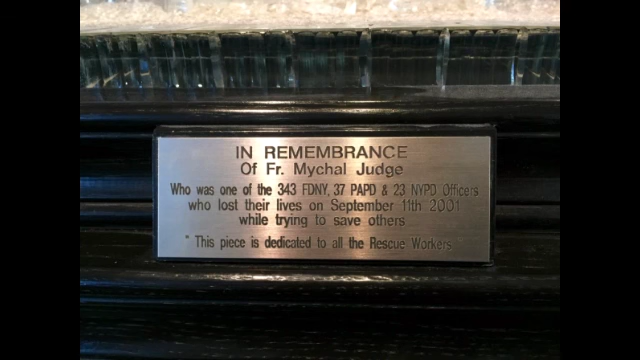 IN REMEMBRANCE
Of Fr. Mychal Judge
Who was one of the 343 FDNY, 37 PAPD & 23 NYPD Officers
who lost their lives on September 11th 2001
while trying to save others
* This piece is dedicated to all the Rescue Workers